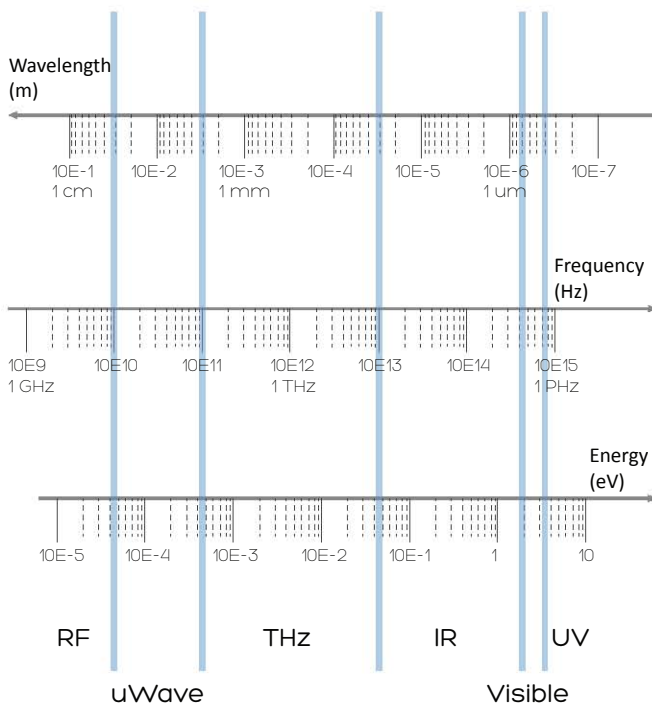 Wavelength
(m)
10E-1 10E-2 10E-3 10E-4 10E-5 10E-6 10E-7
1 cm 1 mm 1 um
Frequency
(Hz)
10E9 10E10 10E11 10E12 10E13 10E14 10E15
1 GHz 1 THz 1 PHz
Energy
(eV)
10E-5 10E-4 10E-3 10E-2 10E-1 1 10
RF THz IR UV
uWave Visible